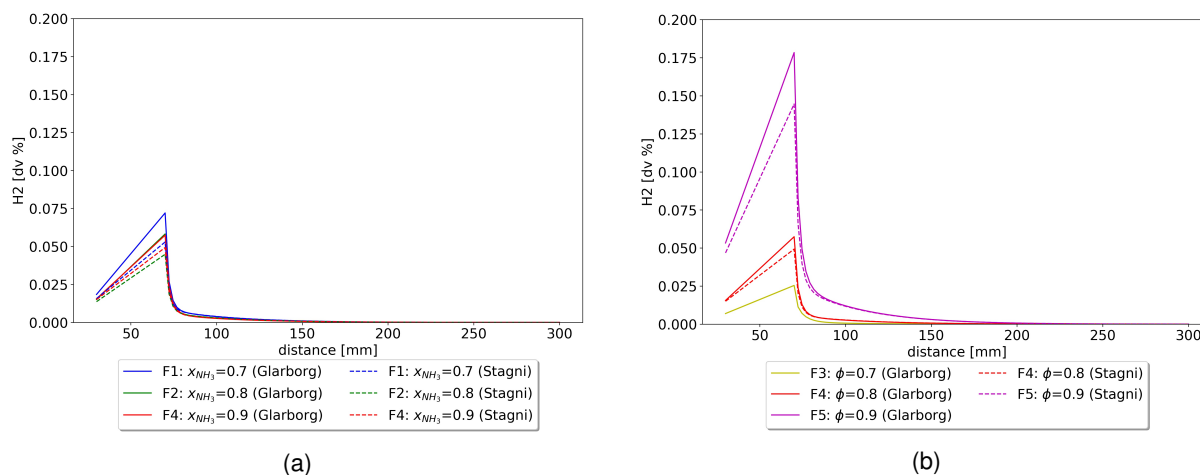 0.200
0.175
0.150
0.125
0.100
0.075
0.050
0.025
0.000
H2 [dv %]
50 100 150 200 250 300
distance [mm]
F1: x_NH₃=0.7 (Glarborg) F1: x_NH₃=0.7 (Stagni)
F2: x_NH₃=0.8 (Glarborg) F2: x_NH₃=0.8 (Stagni)
F4: x_NH₃=0.9 (Glarborg) F4: x_NH₃=0.9 (Stagni)
(a)
0.200
0.175
0.150
0.125
0.100
0.075
0.050
0.025
0.000
H2 [dv %]
50 100 150 200 250 300
distance [mm]
F3: ϕ=0.7 (Glarborg) F4: ϕ=0.8 (Stagni)
F4: ϕ=0.8 (Glarborg) F5: ϕ=0.9 (Stagni)
F5: ϕ=0.9 (Glarborg)
(b)